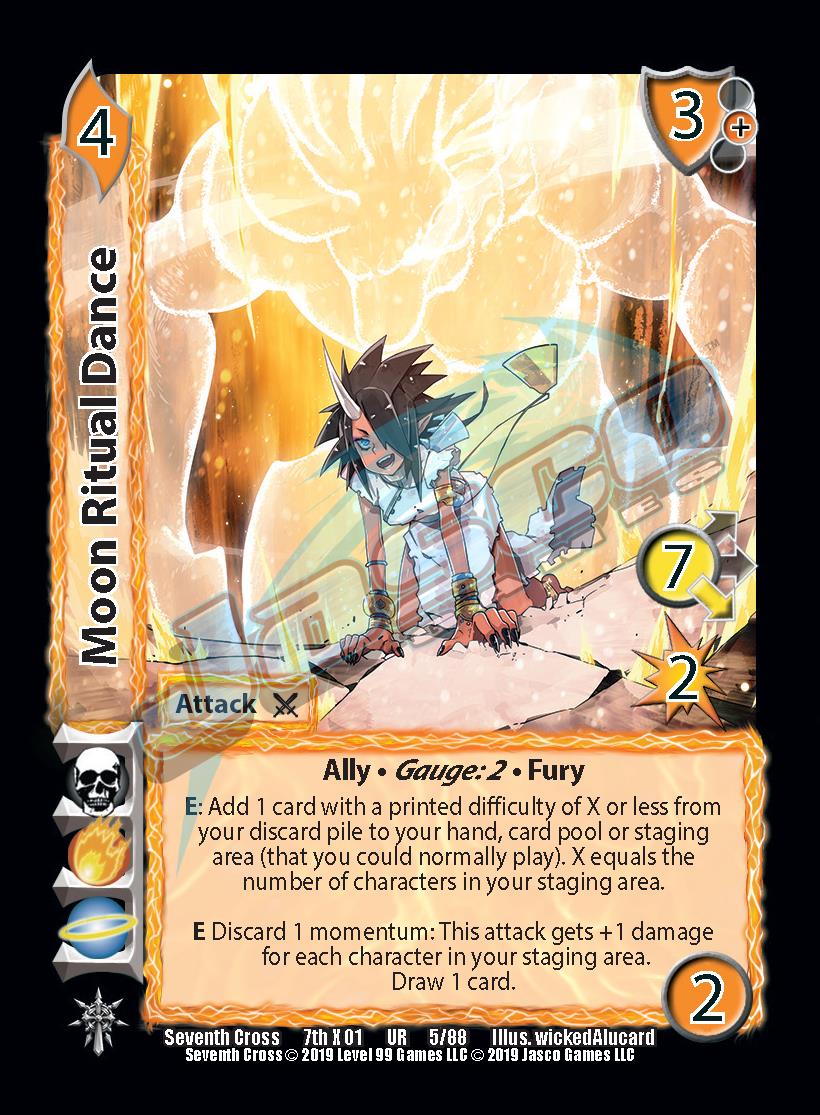 4
3
+
Moon Ritual Dance
JASCO
GAMES
TM
7
2
Attack
Ally • Gauge: 2 • Fury
E: Add 1 card with a printed difficulty of X or less from
your discard pile to your hand, card pool or staging
area (that you could normally play). X equals the
number of characters in your staging area.
E Discard 1 momentum: This attack gets +1 damage
for each character in your staging area.
Draw 1 card.
2
Seventh Cross 7th X 01 UR 5/88 Illus. wickedAlucard
Seventh Cross © 2019 Level 99 Games LLC © 2019 Jasco Games LLC